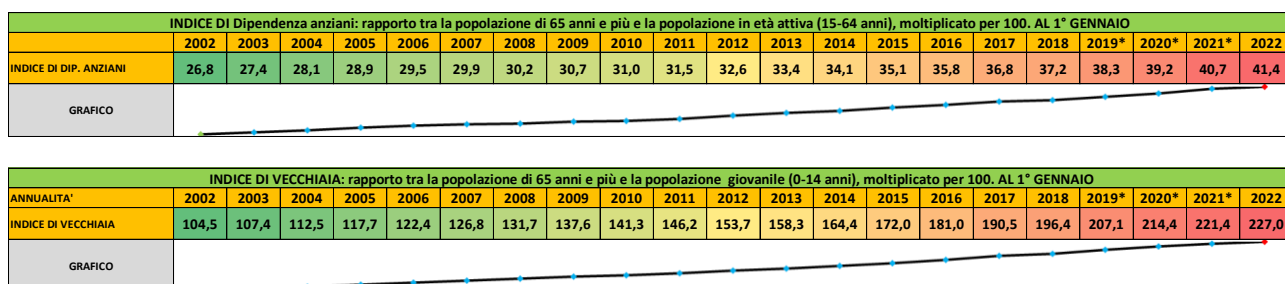 INDICE DI Dipendenza anziani: rapporto tra la popolazione di 65 anni e più e la popolazione in età attiva (15-64 anni), moltiplicato per 100. AL 1° GENNAIO
2002 2003 2004 2005 2006 2007 2008 2009 2010 2011 2012 2013 2014 2015 2016 2017 2018 2019* 2020* 2021* 2022
INDICE DI DIP. ANZIANI 26,8 27,4 28,1 28,9 29,5 29,9 30,2 30,7 31,0 31,5 32,6 33,4 34,1 35,1 35,8 36,8 37,2 38,3 39,2 40,7 41,4
GRAFICO
INDICE DI VECCHIAIA: rapporto tra la popolazione di 65 anni e più e la popolazione giovanile (0-14 anni), moltiplicato per 100. AL 1° GENNAIO
ANNUALITA' 2002 2003 2004 2005 2006 2007 2008 2009 2010 2011 2012 2013 2014 2015 2016 2017 2018 2019* 2020* 2021* 2022
INDICE DI VECCHIAIA 104,5 107,4 112,5 117,7 122,4 126,8 131,7 137,6 141,3 146,2 153,7 158,3 164,4 172,0 181,0 190,5 196,4 207,1 214,4 221,4 227,0
GRAFICO